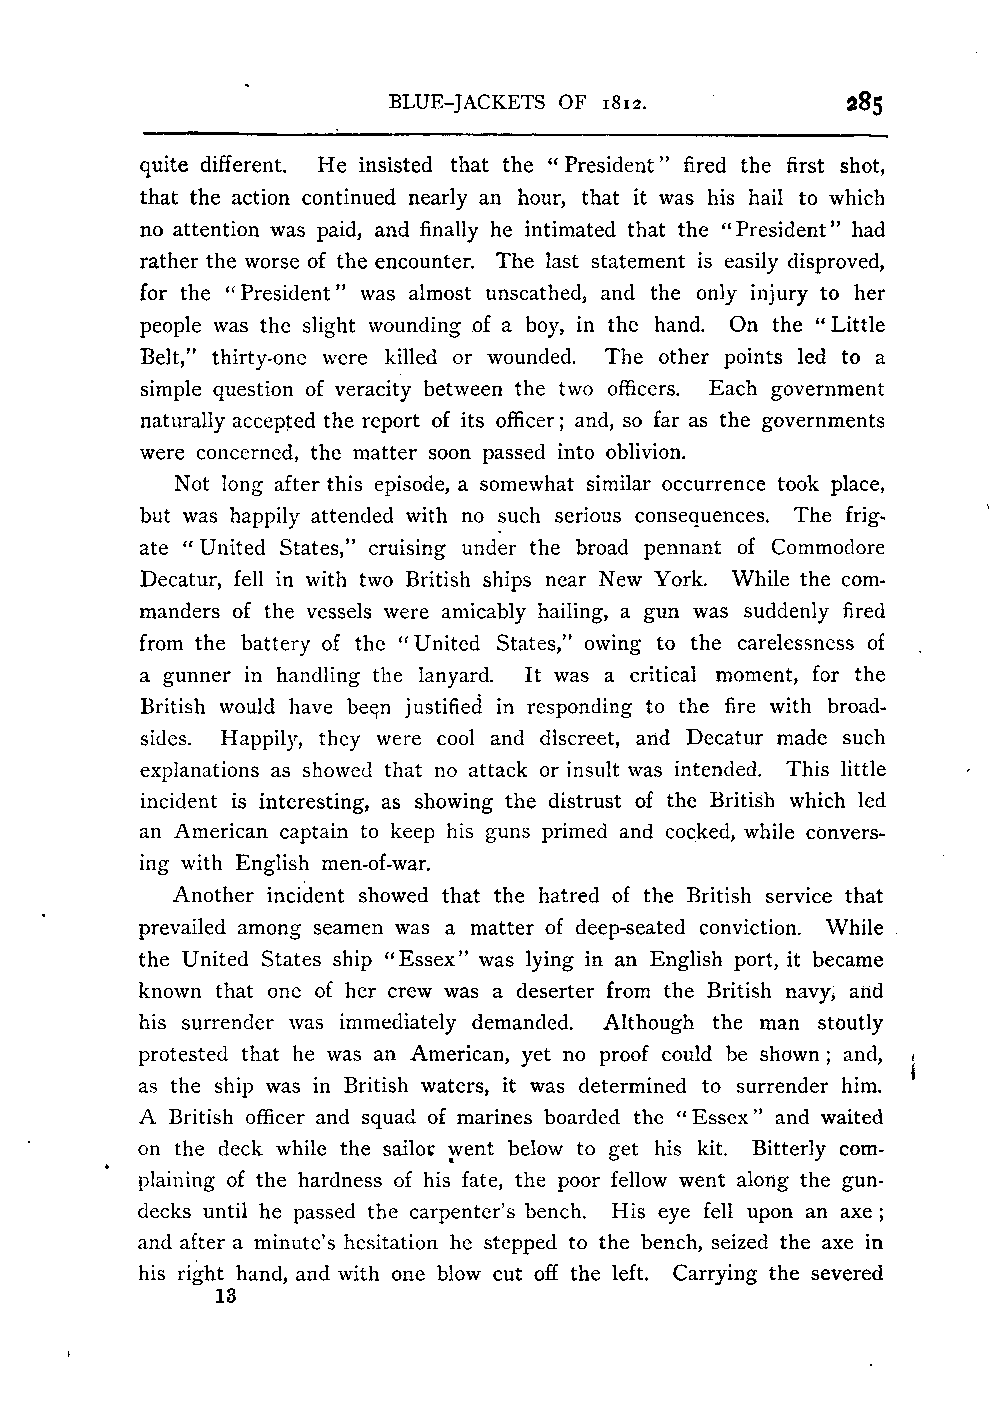 BLUE-JACKETS OF 1812. 285
quite different. He insisted that the "President" fired the first shot,
that the action continued nearly an hour, that it was his hail to which
no attention was paid, and finally he intimated that the "President" had
rather the worse of the encounter. The last statement is easily disproved,
for the "President" was almost unscathed, and the only injury to her
people was the slight wounding of a boy, in the hand. On the "Little
Belt," thirty-one were killed or wounded. The other points led to a
simple question of veracity between the two officers. Each government
naturally accepted the report of its officer; and, so far as the governments
were concerned, the matter soon passed into oblivion.
Not long after this episode, a somewhat similar occurrence took place,
but was happily attended with no such serious consequences. The frig-
ate "United States," cruising under the broad pennant of Commodore
Decatur, fell in with two British ships near New York. While the com-
manders of the vessels were amicably hailing, a gun was suddenly fired
from the battery of the "United States," owing to the carelessness of
a gunner in handling the lanyard. It was a critical moment, for the
British would have been justified in responding to the fire with broad-
sides. Happily, they were cool and discreet, and Decatur made such
explanations as showed that no attack or insult was intended. This little
incident is interesting, as showing the distrust of the British which led
an American captain to keep his guns primed and cocked, while convers-
ing with English men-of-war.
Another incident showed that the hatred of the British service that
prevailed among seamen was a matter of deep-seated conviction. While
the United States ship "Essex" was lying in an English port, it became
known that one of her crew was a deserter from the British navy, and
his surrender was immediately demanded. Although the man stoutly
protested that he was an American, yet no proof could be shown; and,
as the ship was in British waters, it was determined to surrender him.
A British officer and squad of marines boarded the "Essex" and waited
on the deck while the sailor went below to get his kit. Bitterly com-
plaining of the hardness of his fate, the poor fellow went along the gun-
decks until he passed the carpenter's bench. His eye fell upon an axe;
and after a minute's hesitation he stepped to the bench, seized the axe in
his right hand, and with one blow cut off the left. Carrying the severed
13